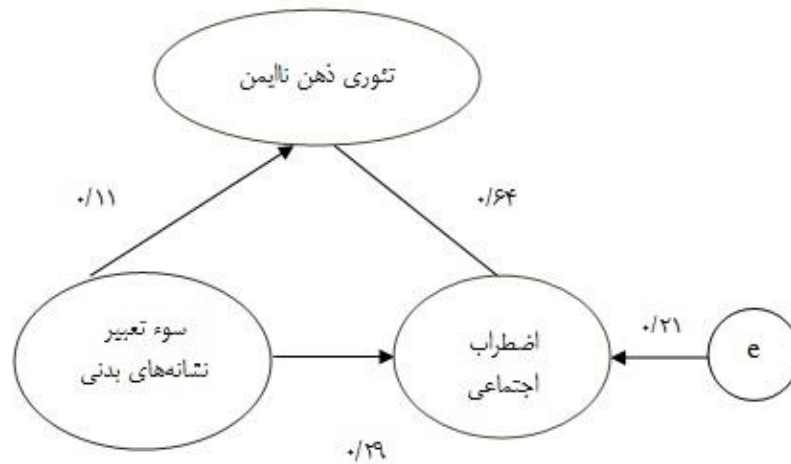 تئوری ذهن ناایمن
۰/۱۱
۰/۶۴
سوء تعبیر
نشانه‌های بدنی
اضطراب
اجتماعی
۰/۲۱
e
۰/۲۹